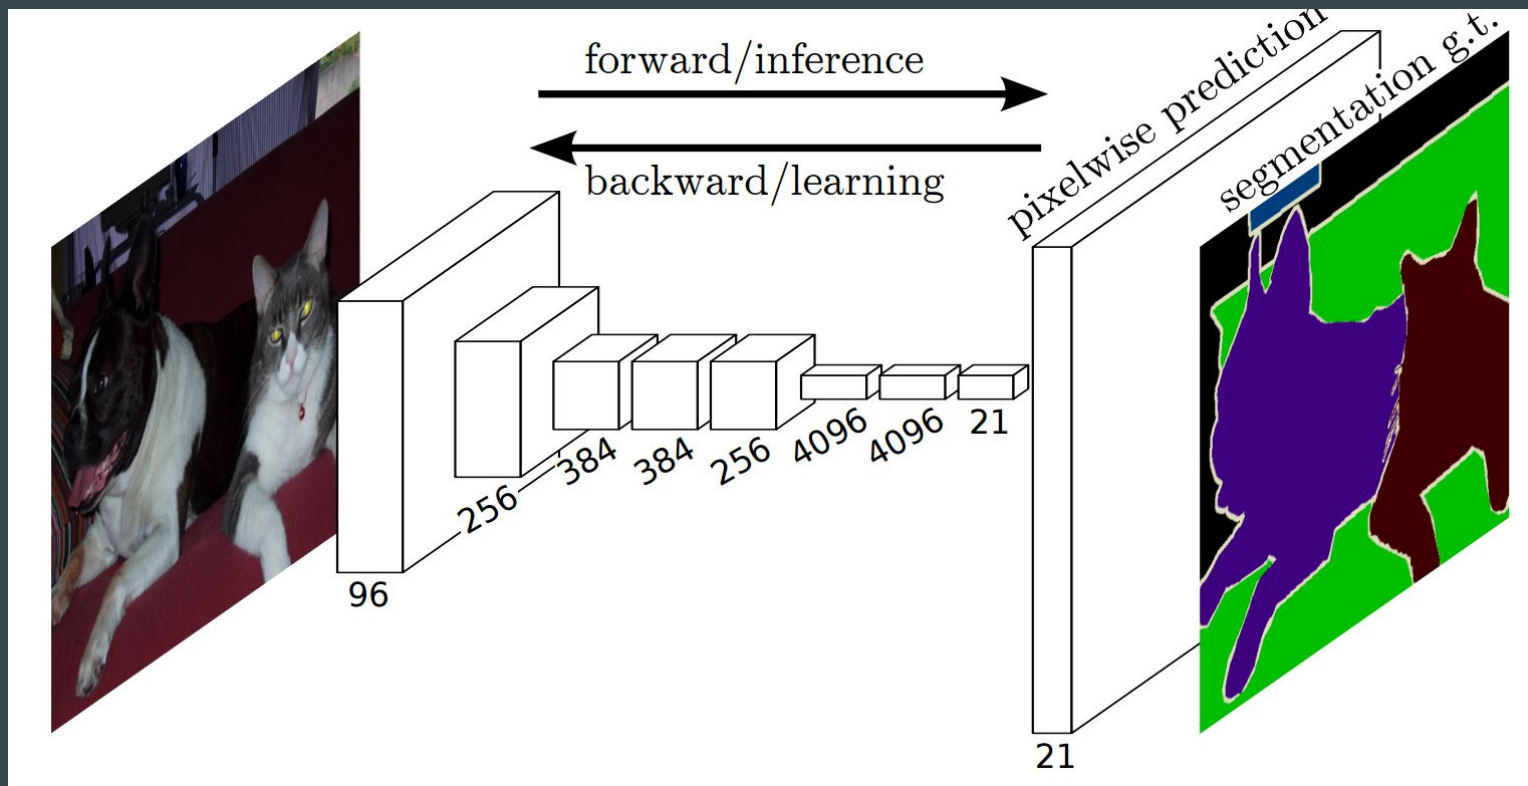 forward/inference
backward/learning
pixelwise prediction
segmentation g.t.
96
256
384
384
256
4096
4096
21
21